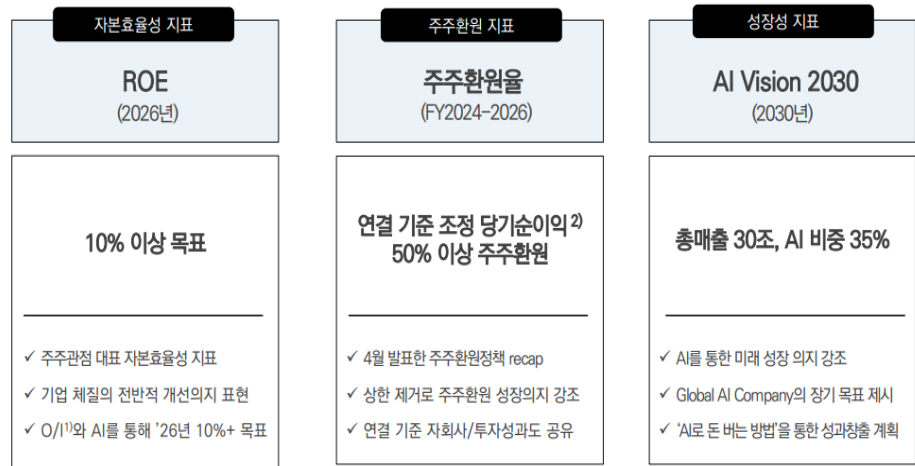 자본효율성 지표
ROE
(2026년)
10% 이상 목표
✓ 주주관점 대표 자본효율성 지표
✓ 기업 체질의 전반적 개선의지 표현
✓ O/I1)와 AI를 통해 '26년 10%+ 목표
주주환원 지표
주주환원율
(FY2024-2026)
연결 기준 조정 당기순이익2)
50% 이상 주주환원
✓ 4월 발표한 주주환원정책 recap
✓ 상한 제거로 주주환원 성장의지 강조
✓ 연결 기준 자회사/투자성과도 공유
성장성 지표
AI Vision 2030
(2030년)
총매출 30조, AI 비중 35%
✓ AI를 통한 미래 성장 의지 강조
✓ Global AI Company의 장기 목표 제시
✓ 'AI로 돈 버는 방법'을 통한 성과창출 계획